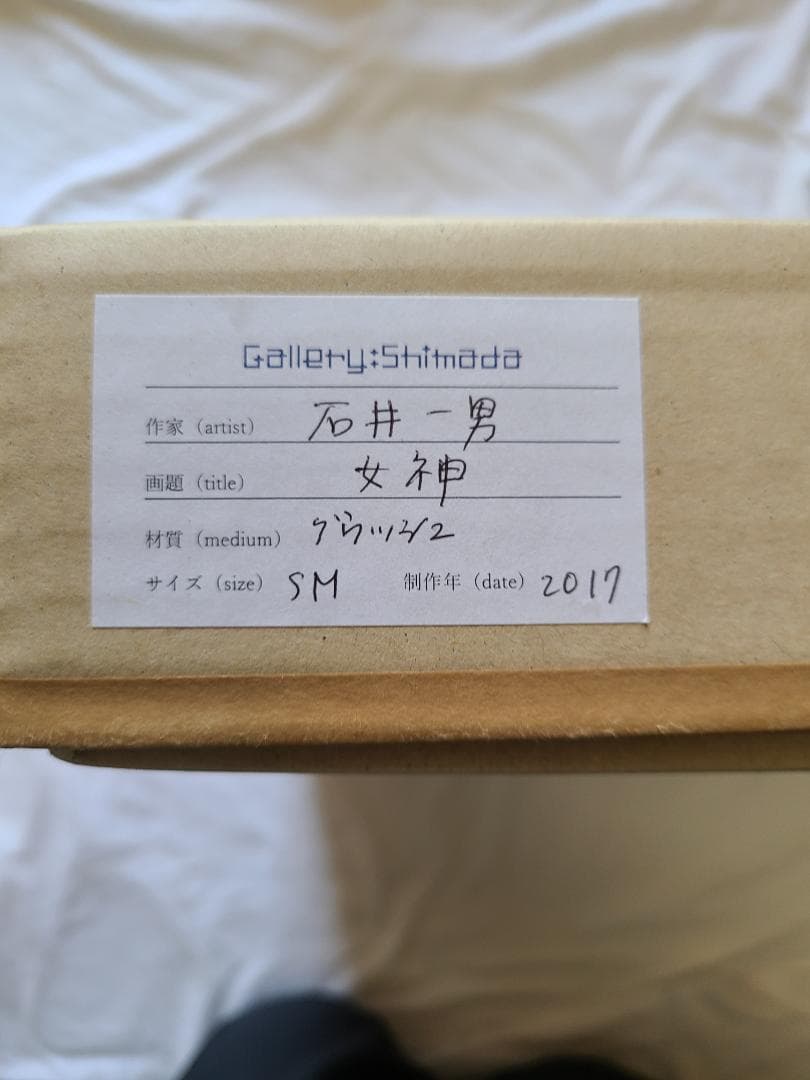 Gallery:Shimada
作家（artist） 石井一男
画題（title） 女神
材質（medium） グワッシュ
サイズ（size） SM 制作年（date） 2017